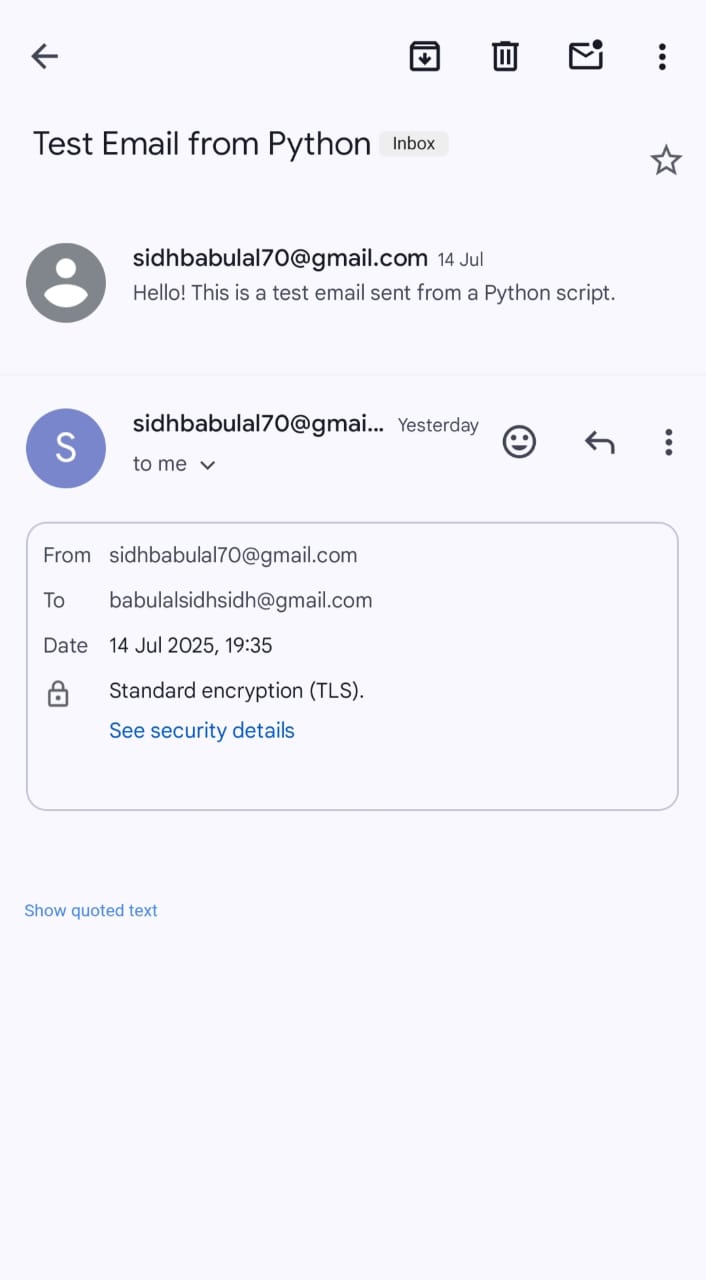 Test Email from Python Inbox
sidhbabulal70@gmail.com 14 Jul
Hello! This is a test email sent from a Python script.
S
sidhbabulal70@gmai... Yesterday
to me
From sidhbabulal70@gmail.com
To babulalsidhsidh@gmail.com
Date 14 Jul 2025, 19:35
Standard encryption (TLS).
See security details
Show quoted text